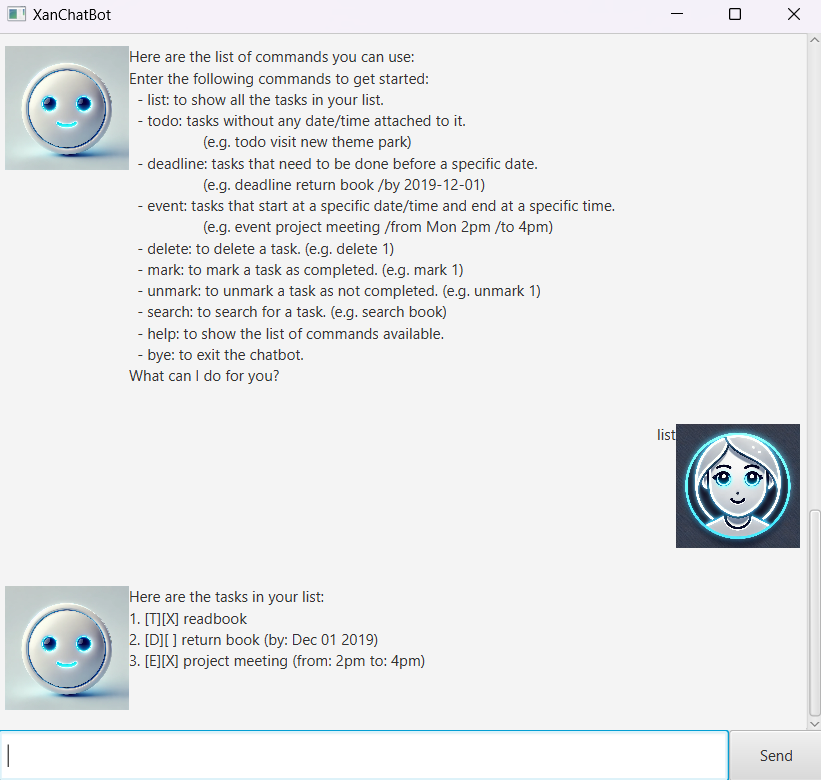 XanChatBot
Here are the list of commands you can use:
Enter the following commands to get started:
- list: to show all the tasks in your list.
- todo: tasks without any date/time attached to it.
(e.g. todo visit new theme park)
- deadline: tasks that need to be done before a specific date.
(e.g. deadline return book /by 2019-12-01)
- event: tasks that start at a specific date/time and end at a specific time.
(e.g. event project meeting /from Mon 2pm /to 4pm)
- delete: to delete a task. (e.g. delete 1)
- mark: to mark a task as completed. (e.g. mark 1)
- unmark: to unmark a task as not completed. (e.g. unmark 1)
- search: to search for a task. (e.g. search book)
- help: to show the list of commands available.
- bye: to exit the chatbot.
What can I do for you?
list
Here are the tasks in your list:
1. [T][X] readbook
2. [D][ ] return book (by: Dec 01 2019)
3. [E][X] project meeting (from: 2pm to: 4pm)
Send